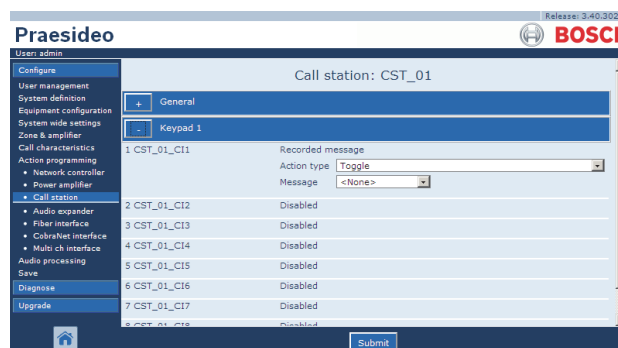 Release: 3.40.302
Praesideo
BOSCH
User: admin
Configure
User management
System definition
Equipment configuration
System wide settings
Zone & amplifier
Call characteristics
Action programming
• Network controller
• Power amplifier
• Call station
• Audio expander
• Fiber interface
• CobraNet interface
• Multi ch interface
Audio processing
Save
Diagnose
Upgrade
Call station: CST_01
+ General
- Keypad 1
1 CST_01_CI1 Recorded message
Action type Toggle
Message <None>
2 CST_01_CI2 Disabled
3 CST_01_CI3 Disabled
4 CST_01_CI4 Disabled
5 CST_01_CI5 Disabled
6 CST_01_CI6 Disabled
7 CST_01_CI7 Disabled
8 CST_01_CI8 Disabled
Submit